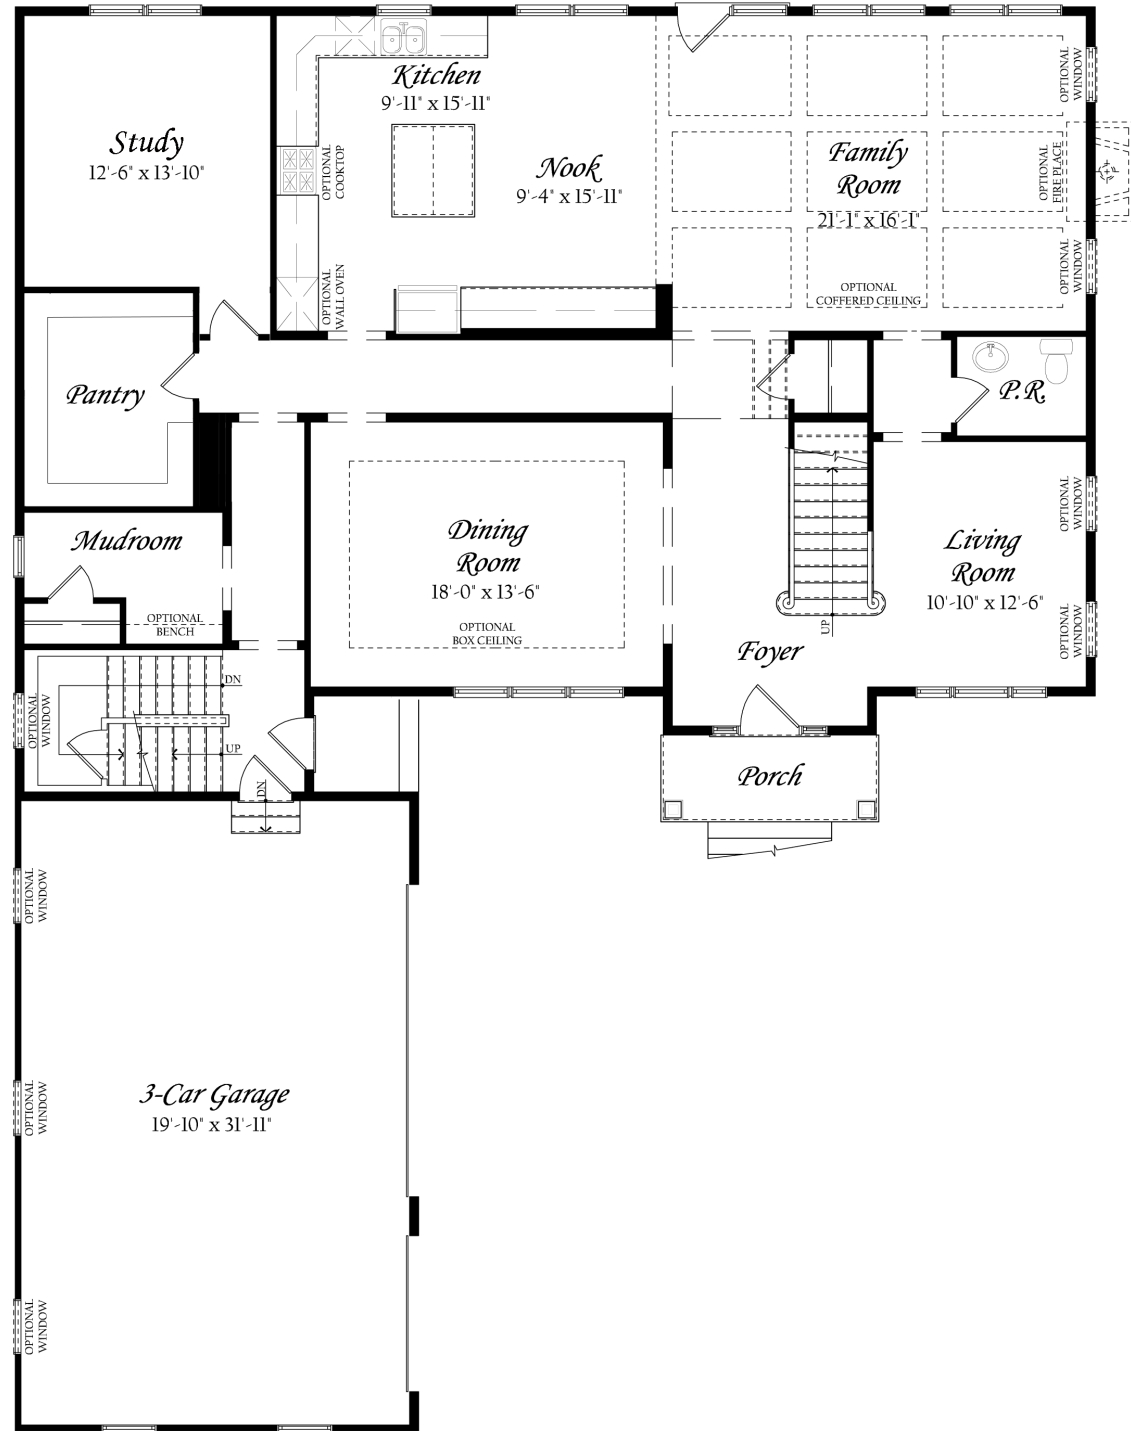 Kitchen
9'-11" x 15'-11"
OPTIONAL
WINDOW
Study
12'-6" x 13'-10"
OPTIONAL
COOKTOP
Nook
9'-4" x 15'-11"
Family
Room
21'-1" x 16'-1"
OPTIONAL
FIRE PLACE
OPTIONAL
WALL OVEN
OPTIONAL
COFFERED CEILING
OPTIONAL
WINDOW
Pantry
P.R.
Mudroom
OPTIONAL
BENCH
Dining
Room
18'-0" x 13'-6"
OPTIONAL
BOX CEILING
OPTIONAL
WINDOW
Living
Room
10'-10" x 12'-6"
OPTIONAL
WINDOW
UP
Foyer
DN
OPTIONAL
WINDOW
UP
DN
Porch
OPTIONAL
WINDOW
3-Car Garage
19'-10" x 31'-11"
OPTIONAL
WINDOW
OPTIONAL
WINDOW